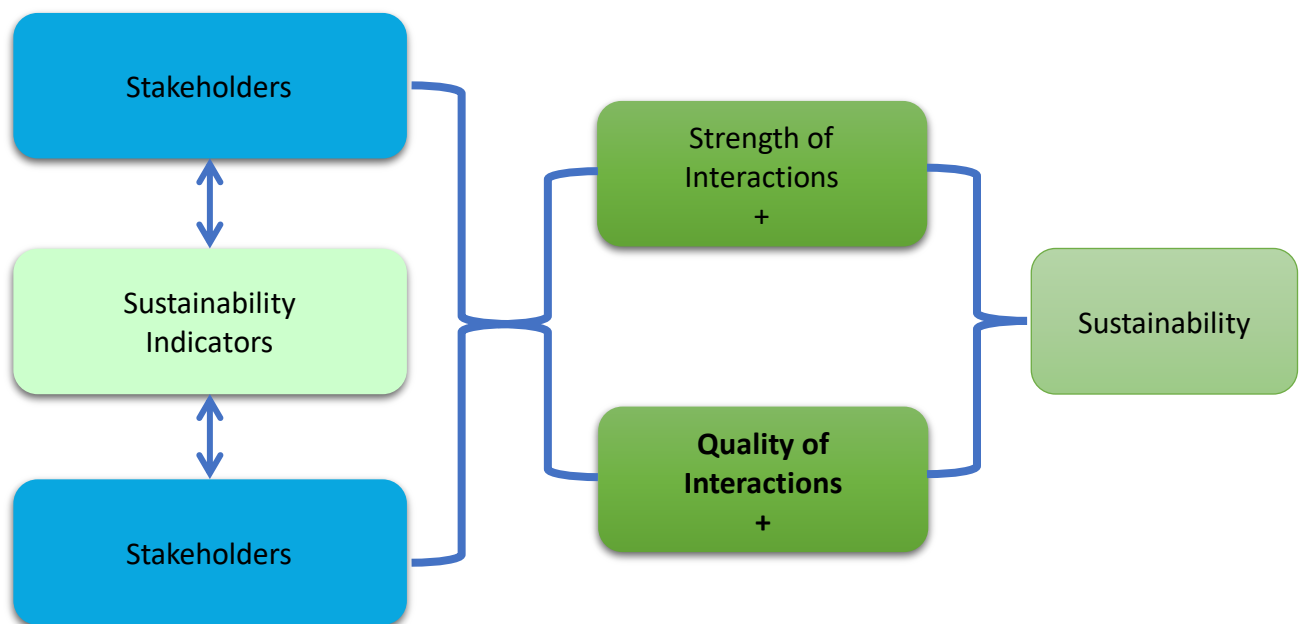 Stakeholders
Sustainability
Indicators
Stakeholders
Strength of
Interactions
+
Quality of
Interactions
+
Sustainability